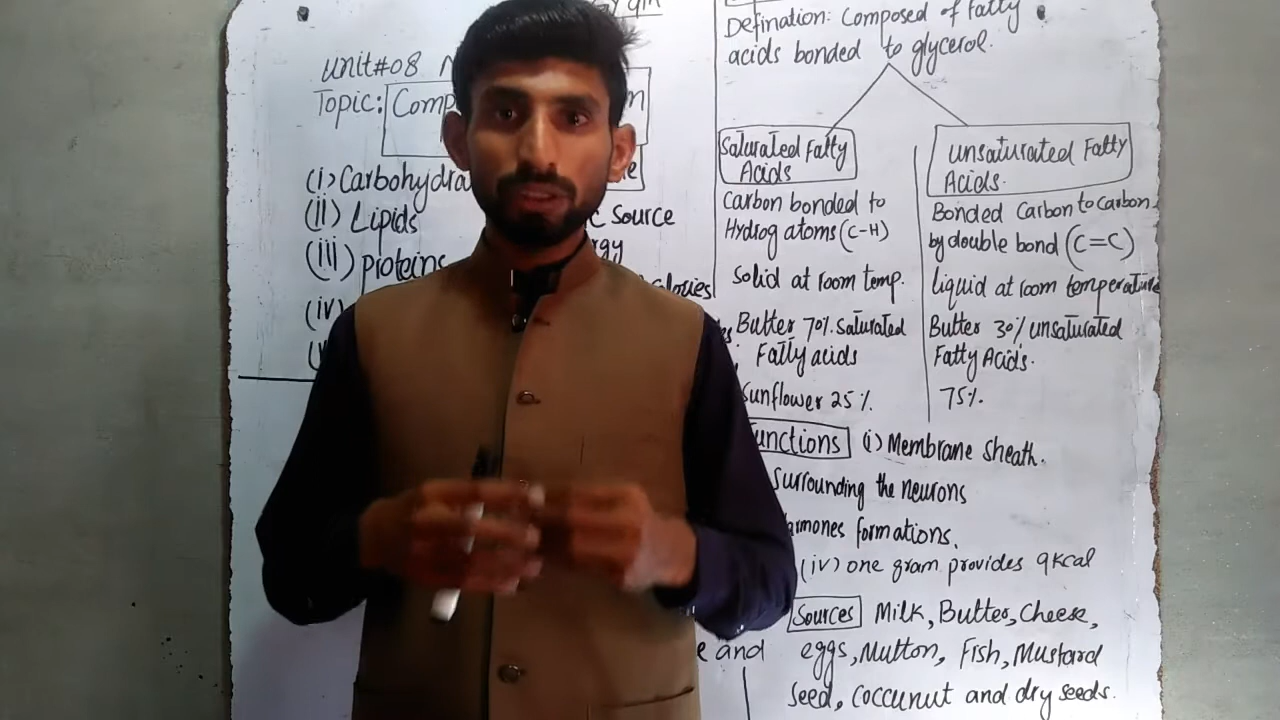 Unit#08
Topic: Comp
(i) Carbohydra
(ii) Lipids
(iii) proteins
(iv)
Source
Defination: Composed of fatty
acids bonded to glycerol.
Saturated Fatty
Acids
Carbon bonded to
Hydrog atoms (C-H)
Solid at room temp.
Butter 70% saturated
Fatty acids
Sunflower 25%.
unsaturated Fatty
Acids.
Bonded Carbon to carbon
by double bond (C=C)
liquid at room temperature
Butter 30% unsaturated
Fatty Acids.
75%.
unctions (i) Membrane sheath.
Surrounding the neurons
rmones formations.
(iv) one gram provides 9kcal
Sources Milk, Butter, Cheese,
e and
eggs, Mutton, Fish, Mustard
Seed, Coccunut and dry seeds.